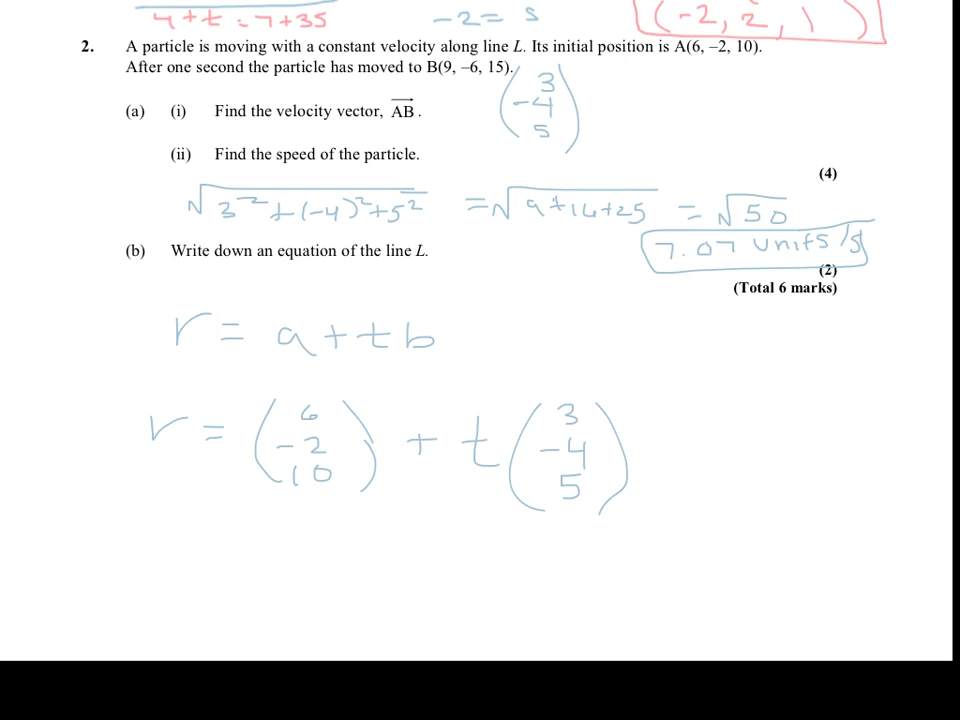 4 + t = 7 + 3s
-2 = s
(-2, 2, 1)
2. A particle is moving with a constant velocity along line L. Its initial position is A(6, –2, 10).
After one second the particle has moved to B(9, –6, 15).
(a) (i) Find the velocity vector, AB.
3
-4
5
(ii) Find the speed of the particle.
(4)
√3² + (-4)² + 5² = √9 + 16 + 25 = √50
7.07 units/s
(b) Write down an equation of the line L.
(2)
(Total 6 marks)
r = a + t b
r = (6 -2 10) + t (3 -4 5)